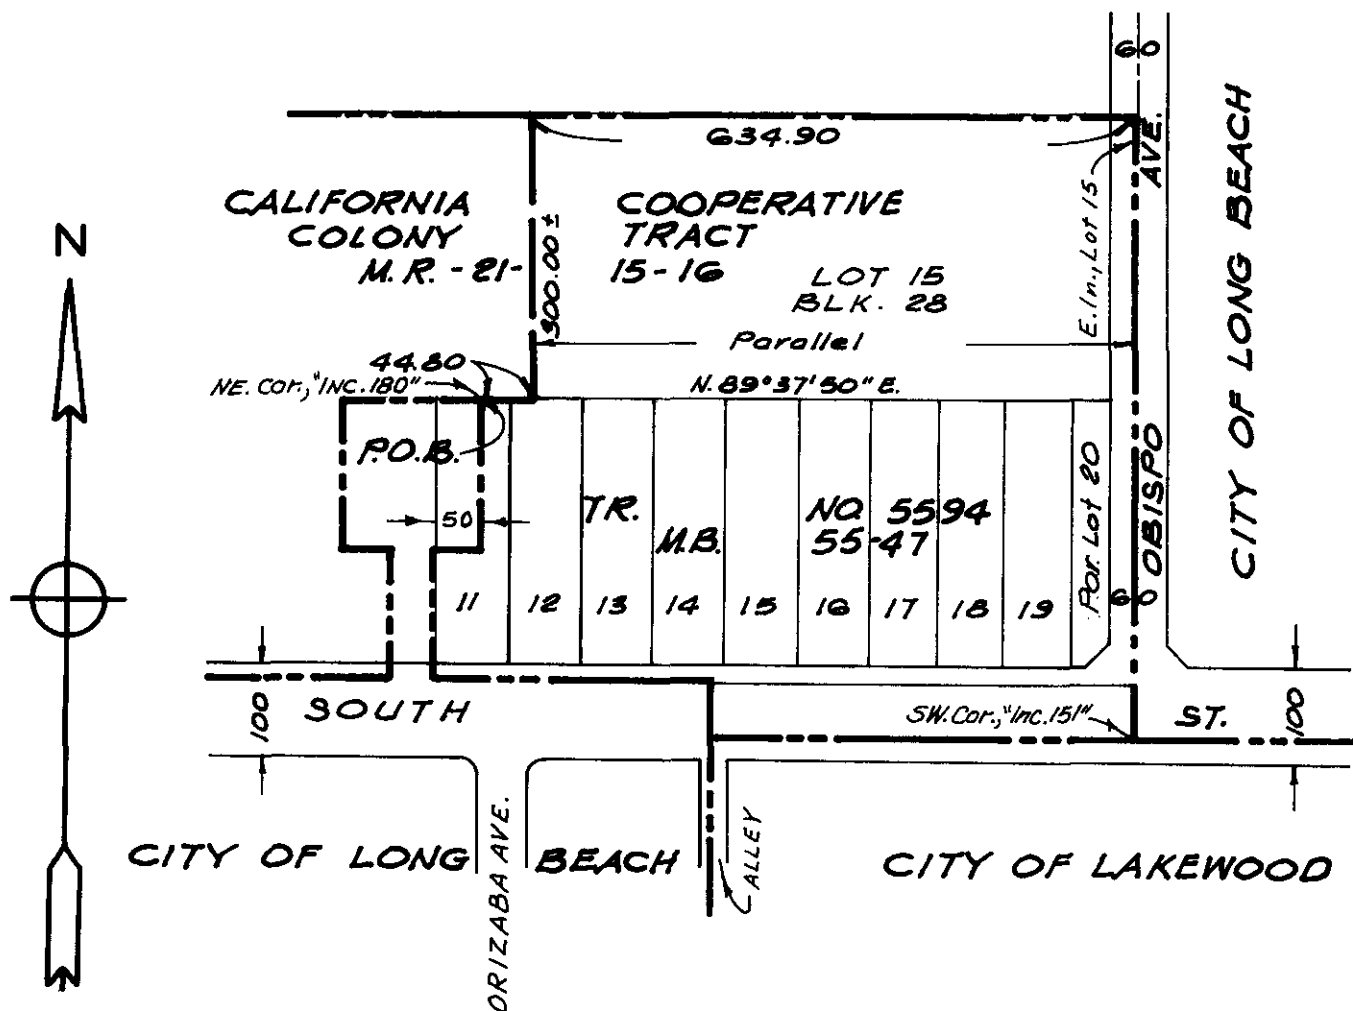 60
AVE.
634.90
CALIFORNIA
COLONY
M. R. - 21-
COOPERATIVE
TRACT
15-16
LOT 15
BLK. 28
300.00 ±
E. ln., Lot 15
CITY OF LONG BEACH
N
Parallel
44.80
NE. Cor., "INC. 180"
N. 89° 37' 50" E.
P.O.B.
50
TR.
NO. 5594
M.B.
55-47
Por. Lot 20
OBISPO
60
11
12
13
14
15
16
17
18
19
100
SOUTH
SW. Cor., "Inc. 151"
ST.
100
CITY OF LONG
BEACH
ORIZABA AVE.
ALLEY
CITY OF LAKEWOOD